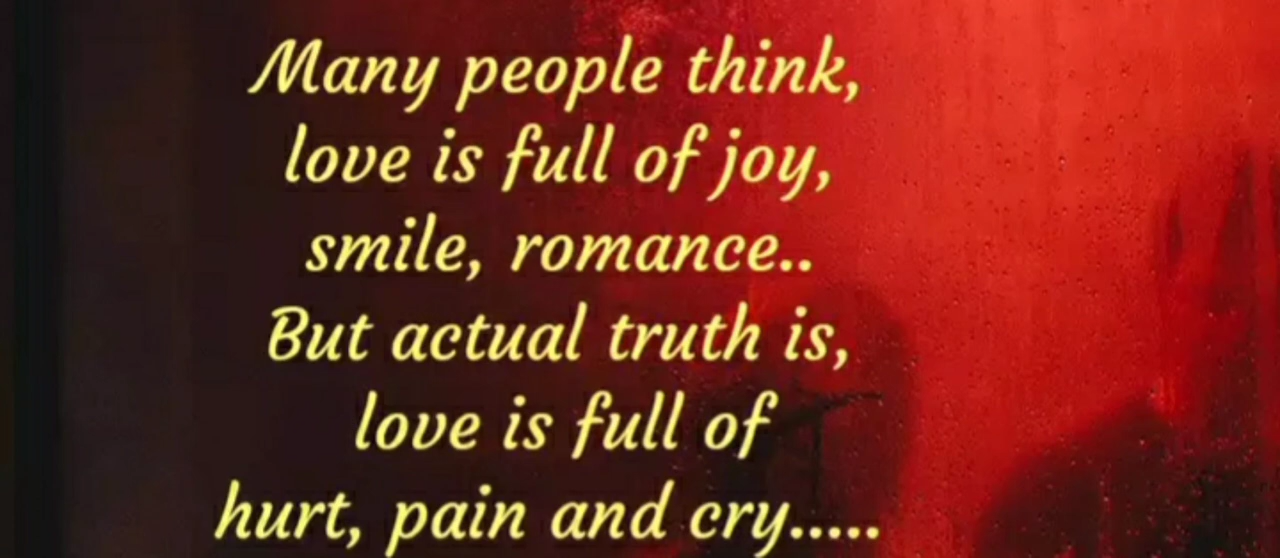 Many people think,
love is full of joy,
smile, romance..
But actual truth is,
love is full of
hurt, pain and cry.....